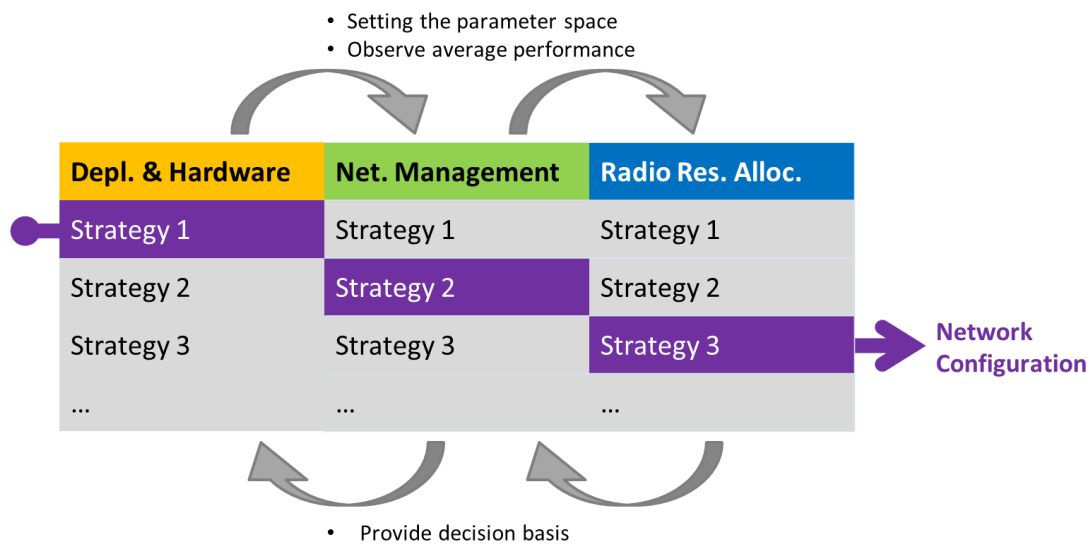 • Setting the parameter space
• Observe average performance
Depl. & Hardware Net. Management Radio Res. Alloc.
Strategy 1 Strategy 1 Strategy 1
Strategy 2 Strategy 2 Strategy 2
Strategy 3 Strategy 3 Strategy 3
Network
Configuration
... ... ...
• Provide decision basis